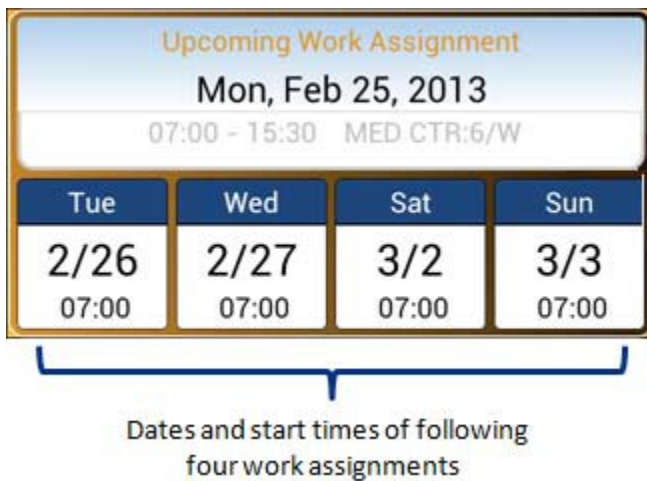 Upcoming Work Assignment
Mon, Feb 25, 2013
07:00 - 15:30 MED CTR:6/W
Tue Wed Sat Sun
2/26 2/27 3/2 3/3
07:00 07:00 07:00 07:00
Dates and start times of following
four work assignments